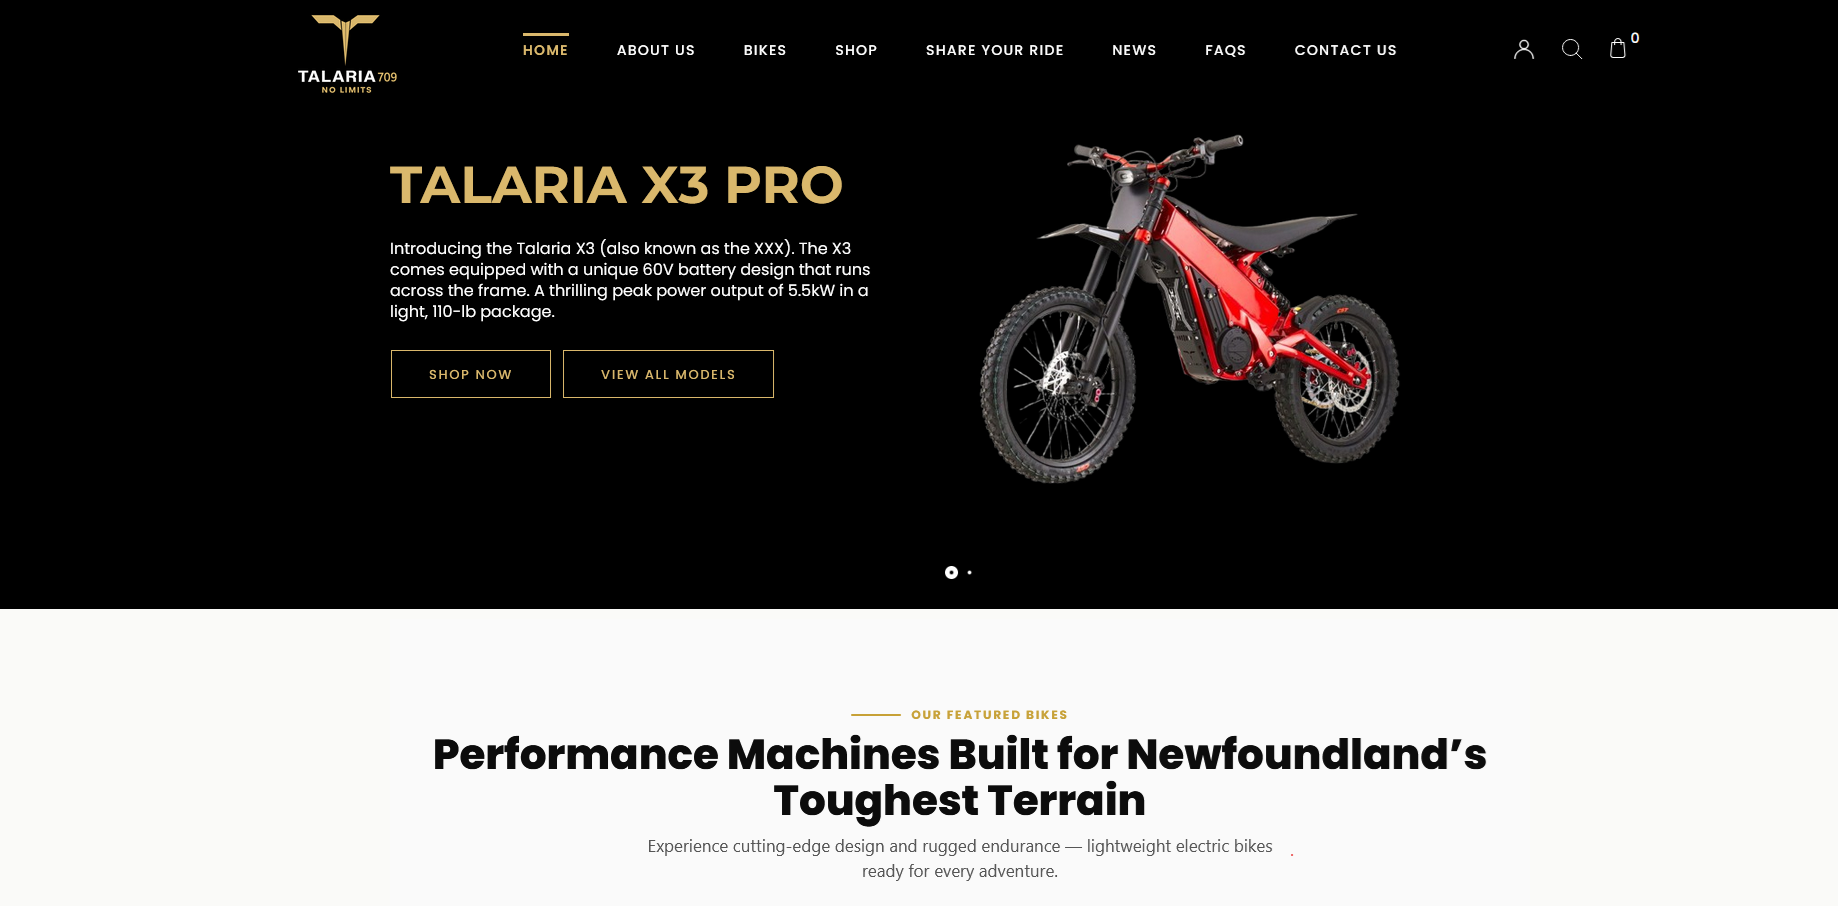 TALARIA 709
NO LIMITS
HOME
ABOUT US
BIKES
SHOP
SHARE YOUR RIDE
NEWS
FAQS
CONTACT US
0
TALARIA X3 PRO
Introducing the Talaria X3 (also known as the XXX). The X3
comes equipped with a unique 60V battery design that runs
across the frame. A thrilling peak power output of 5.5kW in a
light, 110-lb package.
SHOP NOW
VIEW ALL MODELS
OUR FEATURED BIKES
Performance Machines Built for Newfoundland’s
Toughest Terrain
Experience cutting-edge design and rugged endurance — lightweight electric bikes
ready for every adventure.